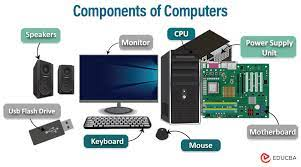 Components of Computers
Speakers
Monitor
CPU
Power Supply
Unit
Usb Flash Drive
Keyboard
Mouse
Motherboard
EDUCBA